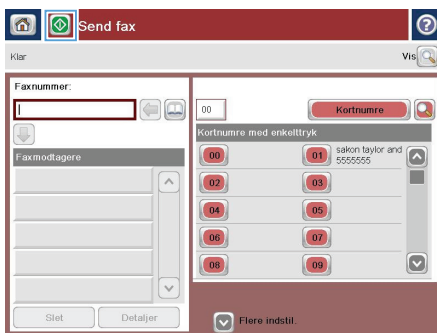 Send fax
Klar
Vis
Faxnummer:
00
Kortnumre
Kortnumre med enkelttryk
Faxmodtagere
00
01 sakon taylor and
5555555
02
03
04
05
06
07
08
09
Slet
Detaljer
Flere indstil.